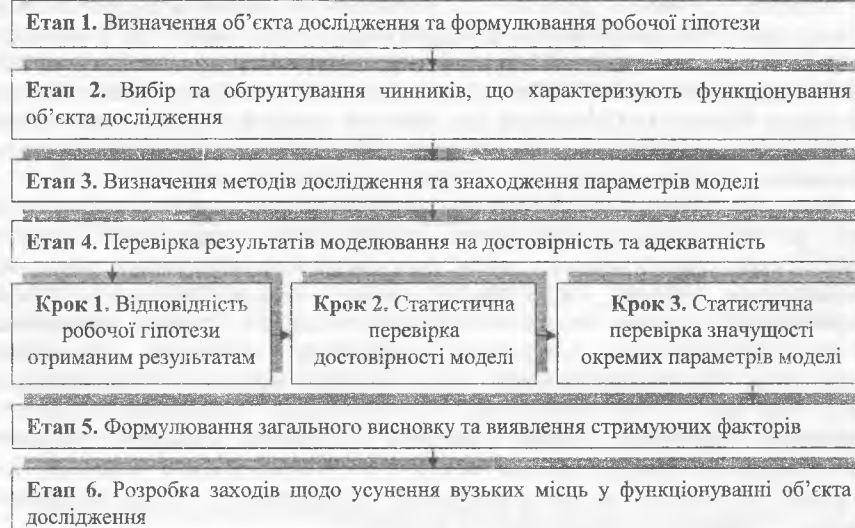 Етап 1. Визначення об’єкта дослідження та формулювання робочої гіпотези
Етап 2. Вибір та обґрунтування чинників, що характеризують функціонування
об’єкта дослідження
Етап 3. Визначення методів дослідження та знаходження параметрів моделі
Етап 4. Перевірка результатів моделювання на достовірність та адекватність
Крок 1. Відповідність
робочої гіпотези
отриманим результатам
Крок 2. Статистична
перевірка
достовірності моделі
Крок 3. Статистична
перевірка значущості
окремих параметрів моделі
Етап 5. Формулювання загального висновку та виявлення стримуючих факторів
Етап 6. Розробка заходів щодо усунення вузьких місць у функціонуванні об’єкта
дослідження